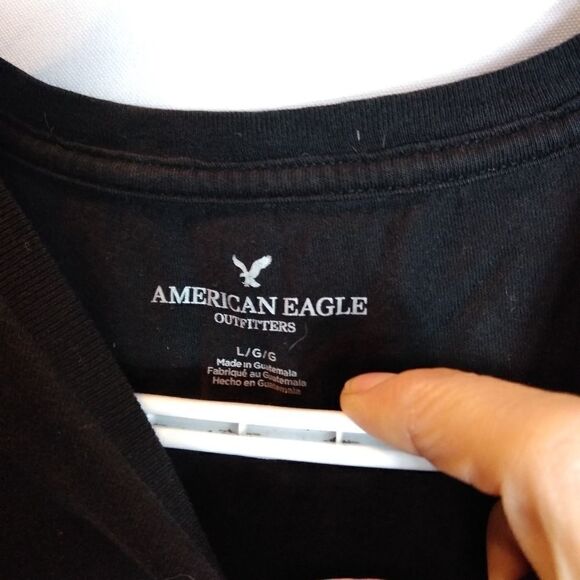 AMERICAN EAGLE
OUTFITTERS
L/G/G
Made in Guatemala
Fabriqué au Guatemala
Hecho en Guatemala